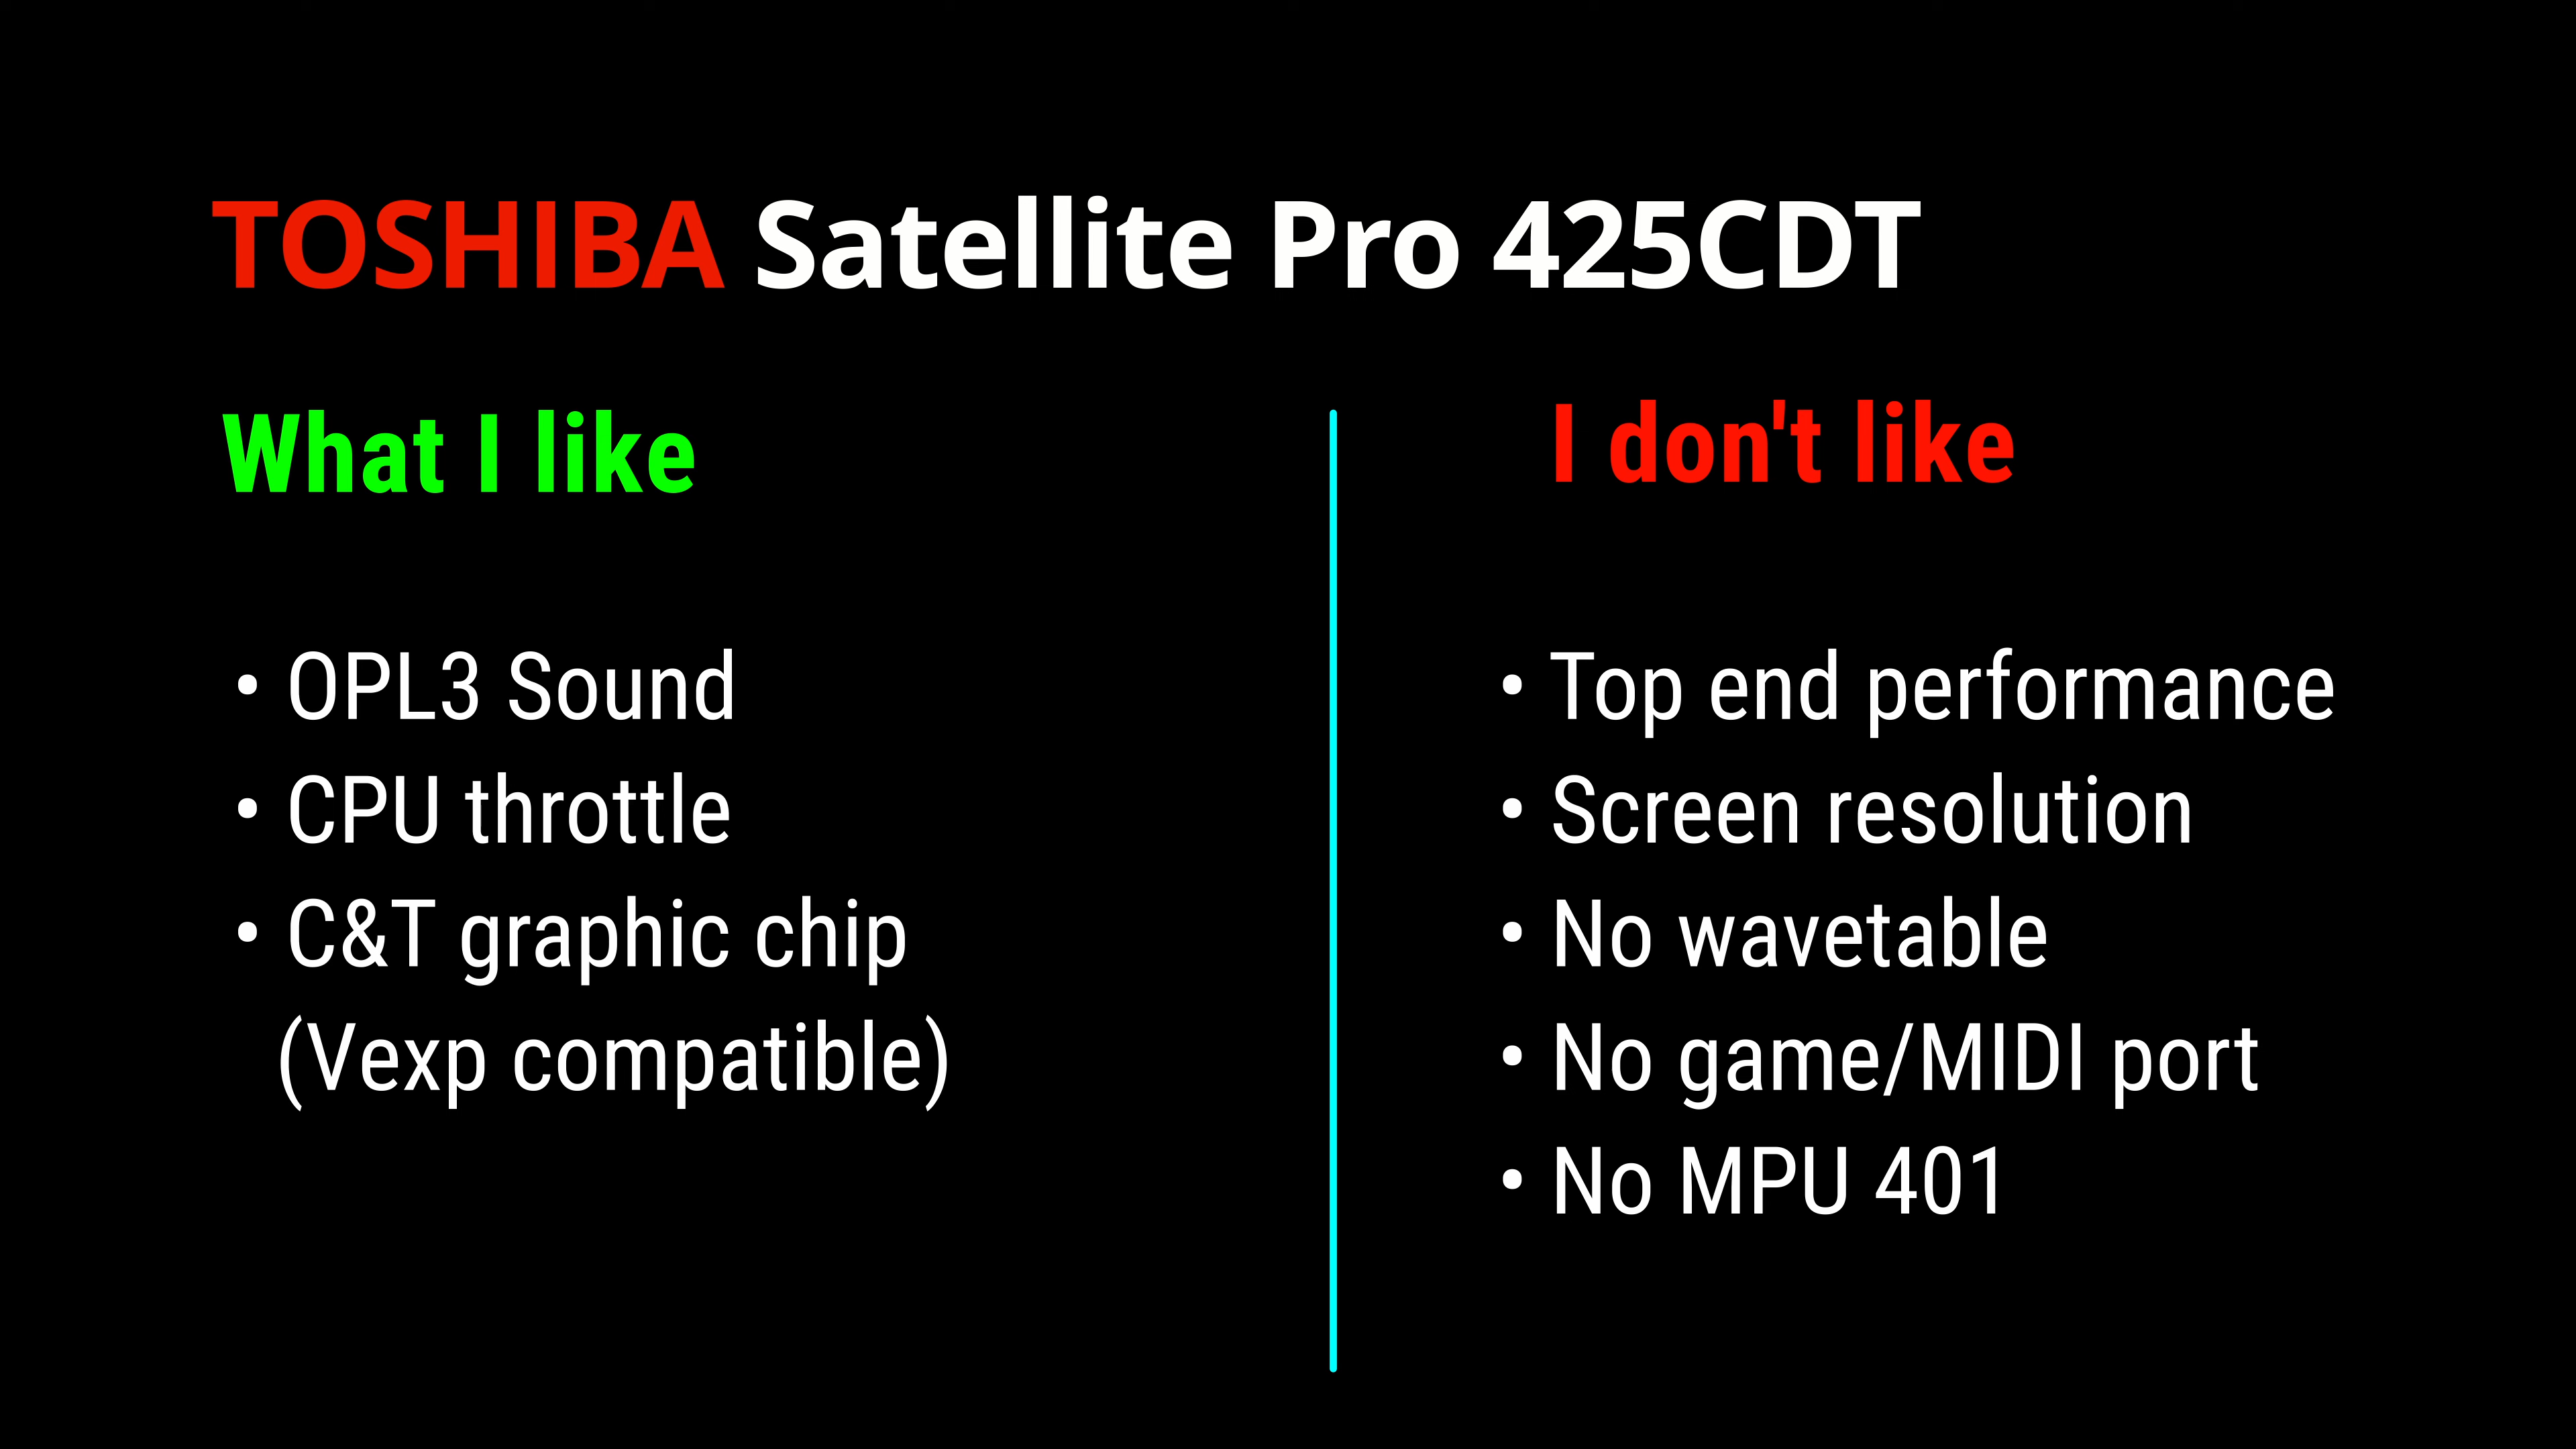 TOSHIBA Satellite Pro 425CDT
What I like
• OPL3 Sound
• CPU throttle
• C&T graphic chip
(Vexp compatible)
I don't like
• Top end performance
• Screen resolution
• No wavetable
• No game/MIDI port
• No MPU 401